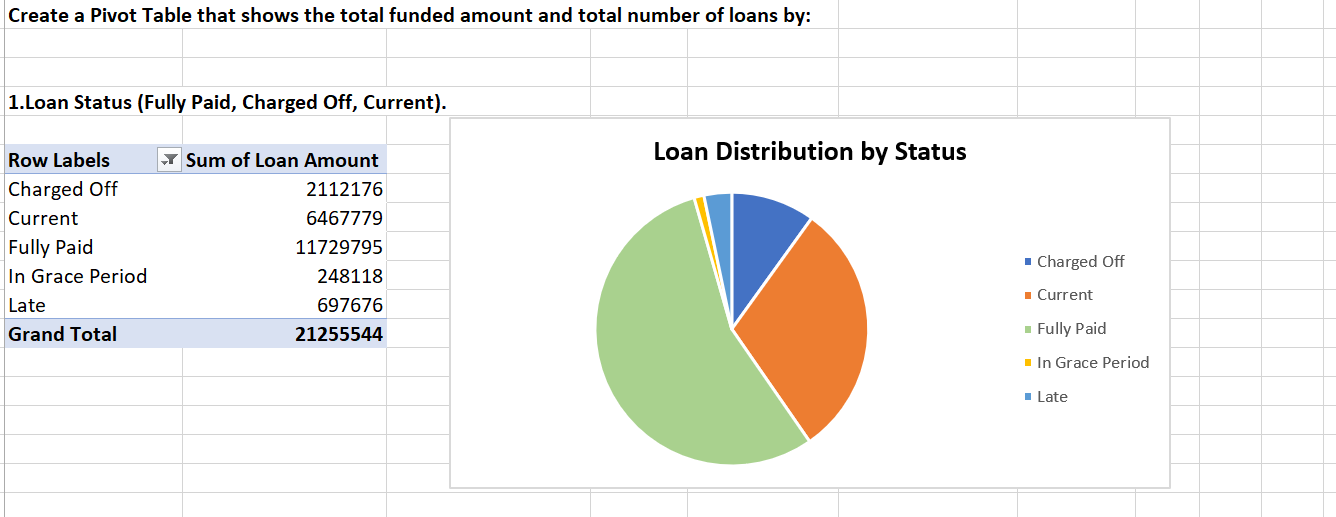 Create a Pivot Table that shows the total funded amount and total number of loans by:
1.Loan Status (Fully Paid, Charged Off, Current).
Row Labels Sum of Loan Amount
Charged Off 2112176
Current 6467779
Fully Paid 11729795
In Grace Period 248118
Late 697676
Grand Total 21255544
Loan Distribution by Status
Charged Off
Current
Fully Paid
In Grace Period
Late